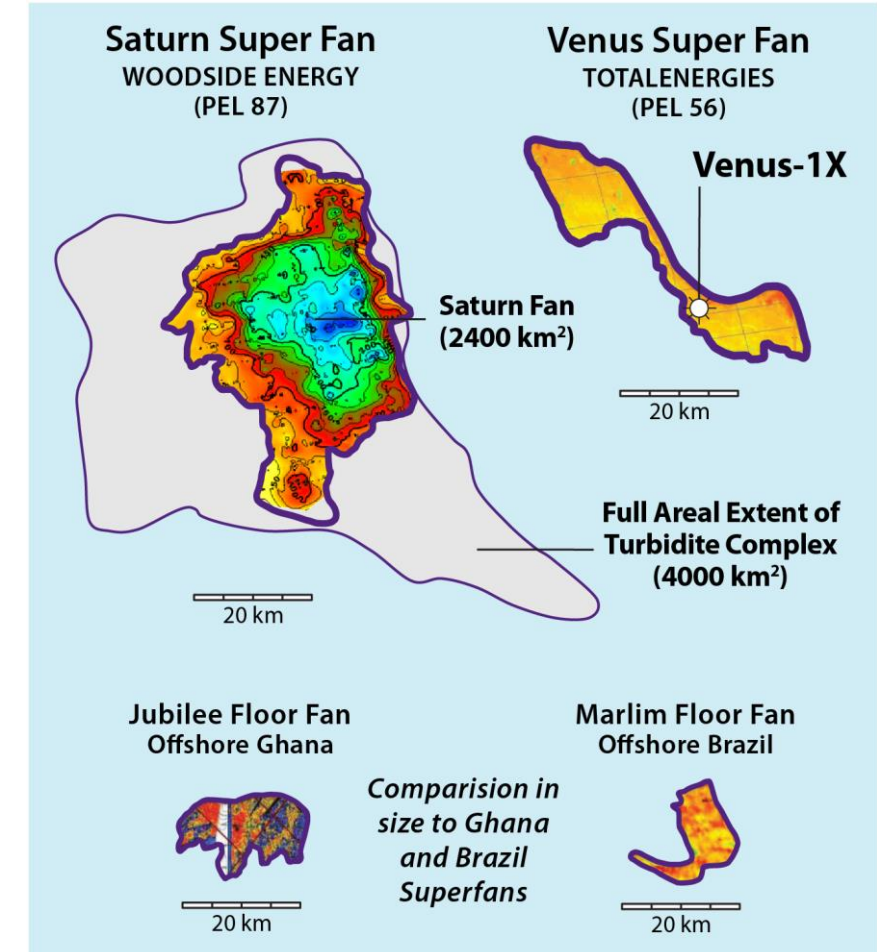 Saturn Super Fan
WOODSIDE ENERGY
(PEL 87)
Venus Super Fan
TOTALENERGIES
(PEL 56)
Venus-1X
Saturn Fan
(2400 km²)
20 km
Full Areal Extent of
Turbidite Complex
(4000 km²)
20 km
Jubilee Floor Fan
Offshore Ghana
20 km
Comparision in
size to Ghana
and Brazil
Superfans
Marlim Floor Fan
Offshore Brazil
20 km